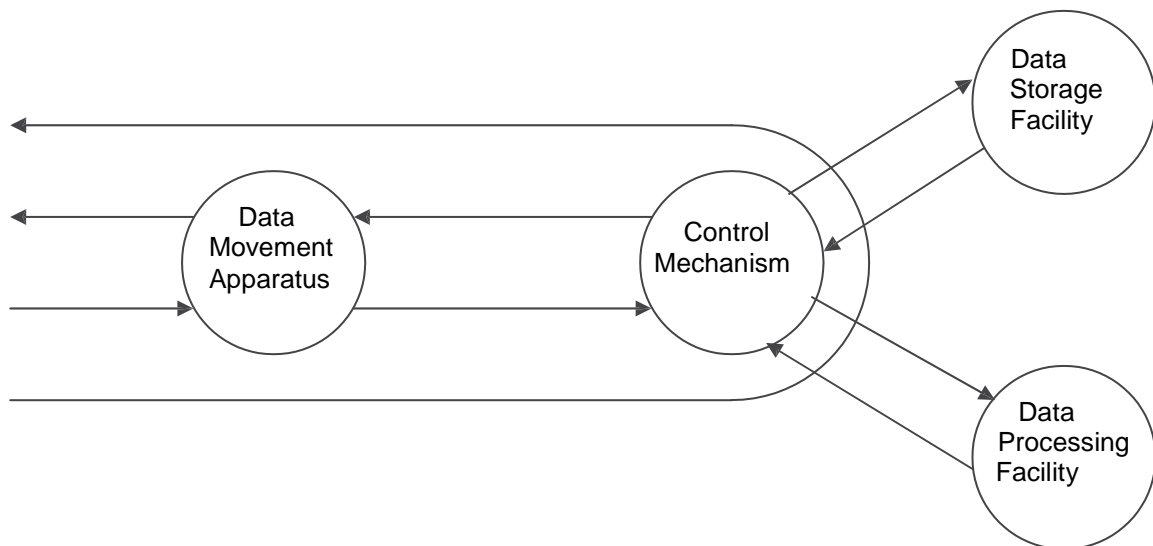 Data
Storage
Facility
Data
Movement
Apparatus
Control
Mechanism
Data
Processing
Facility